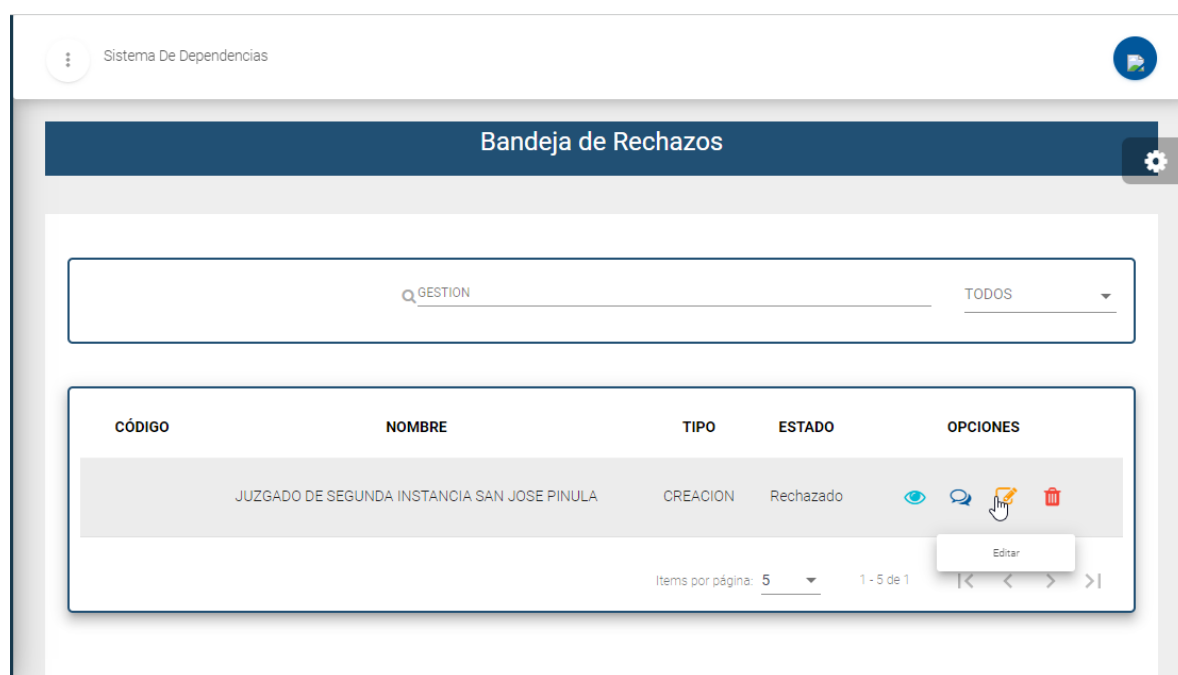 Sistema De Dependencias
Bandeja de Rechazos
GESTION TODOS
CÓDIGO NOMBRE TIPO ESTADO OPCIONES
JUZGADO DE SEGUNDA INSTANCIA SAN JOSE PINULA CREACION Rechazado
Editar
Items por página: 5 1 - 5 de 1